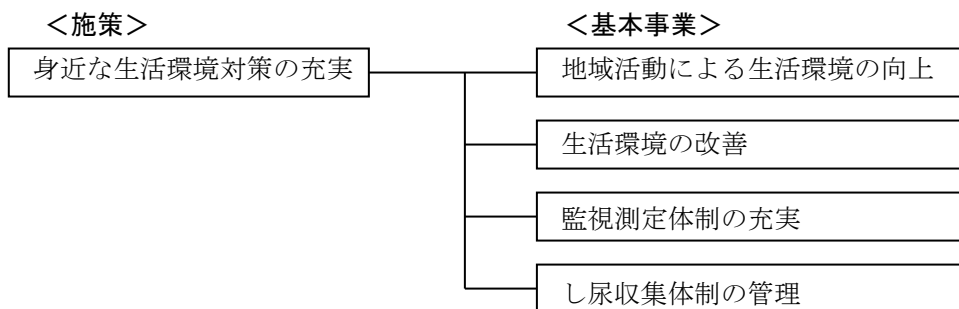 ＜施策＞
＜基本事業＞
身近な生活環境対策の充実
地域活動による生活環境の向上
生活環境の改善
監視測定体制の充実
し尿収集体制の管理